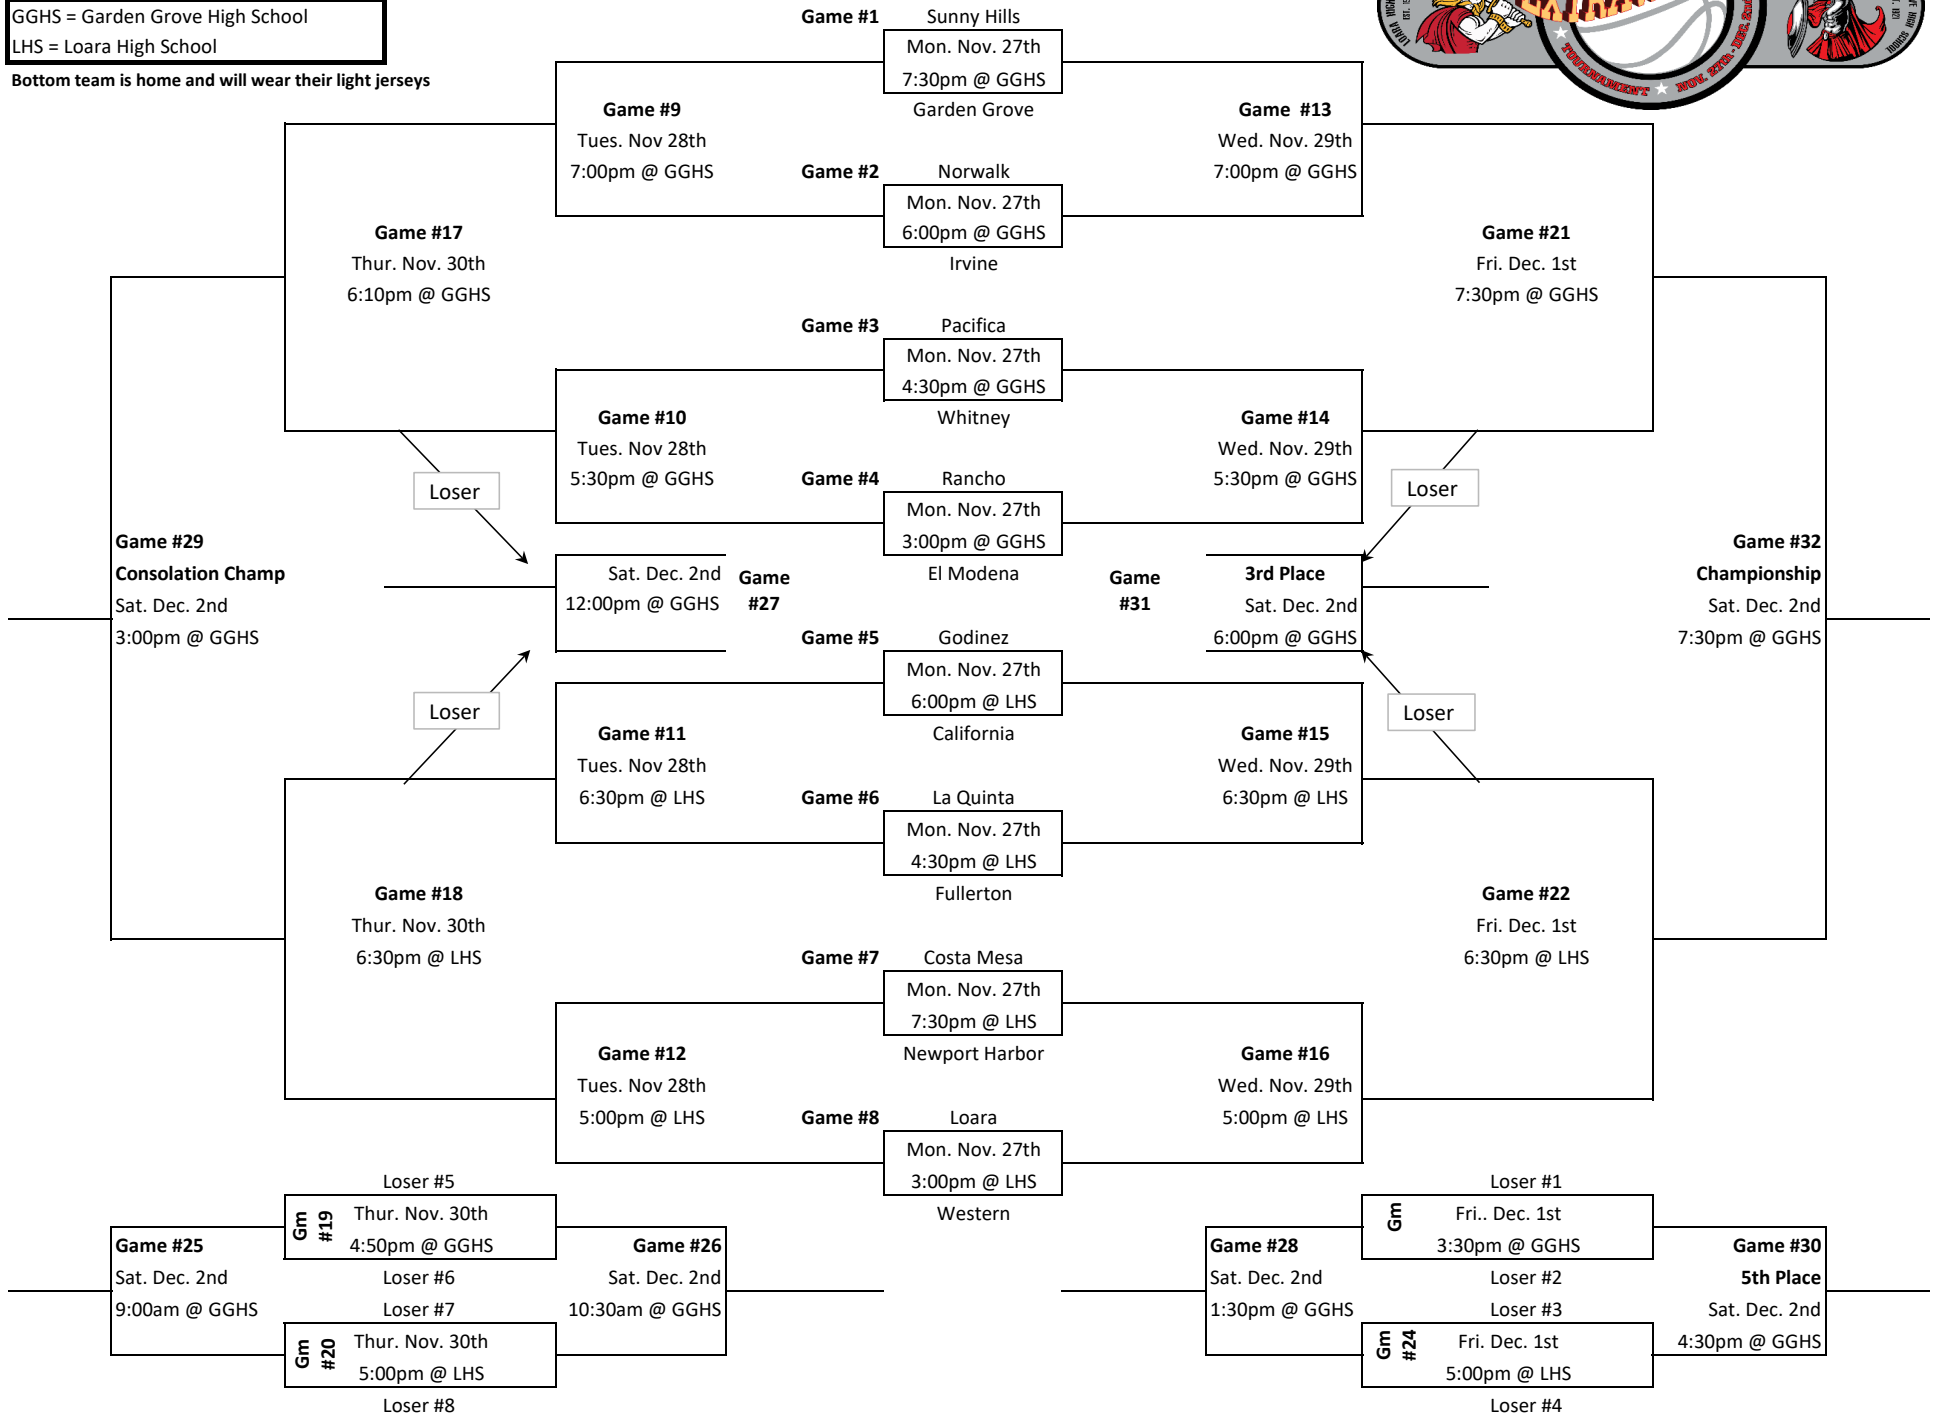 GGHS = Garden Grove High School
LHS = Loara High School
Bottom team is home and will wear their light jerseys
TOURNAMENT ★ NOV. 27TH - DEC. 2ND
Game #1
Sunny Hills
Mon. Nov. 27th
7:30pm @ GGHS
Garden Grove
Game #9
Tues. Nov 28th
7:00pm @ GGHS
Game #13
Wed. Nov. 29th
7:00pm @ GGHS
Game #2
Norwalk
Mon. Nov. 27th
6:00pm @ GGHS
Irvine
Game #17
Thur. Nov. 30th
6:10pm @ GGHS
Game #21
Fri. Dec. 1st
7:30pm @ GGHS
Game #3
Pacifica
Mon. Nov. 27th
4:30pm @ GGHS
Whitney
Game #10
Tues. Nov 28th
5:30pm @ GGHS
Game #14
Wed. Nov. 29th
5:30pm @ GGHS
Loser
Loser
Game #4
Rancho
Mon. Nov. 27th
3:00pm @ GGHS
El Modena
Game #29
Consolation Champ
Sat. Dec. 2nd
3:00pm @ GGHS
Sat. Dec. 2nd
12:00pm @ GGHS
Game
#27
Game
#31
3rd Place
Sat. Dec. 2nd
6:00pm @ GGHS
Game #32
Championship
Sat. Dec. 2nd
7:30pm @ GGHS
Game #5
Godinez
Mon. Nov. 27th
6:00pm @ LHS
California
Loser
Loser
Game #11
Tues. Nov 28th
6:30pm @ LHS
Game #15
Wed. Nov. 29th
6:30pm @ LHS
Game #6
La Quinta
Mon. Nov. 27th
4:30pm @ LHS
Fullerton
Game #18
Thur. Nov. 30th
6:30pm @ LHS
Game #22
Fri. Dec. 1st
6:30pm @ LHS
Game #7
Costa Mesa
Mon. Nov. 27th
7:30pm @ LHS
Newport Harbor
Game #12
Tues. Nov 28th
5:00pm @ LHS
Game #16
Wed. Nov. 29th
5:00pm @ LHS
Game #8
Loara
Mon. Nov. 27th
3:00pm @ LHS
Western
Loser #5
Gm
#19
Thur. Nov. 30th
4:50pm @ GGHS
Loser #6
Game #25
Sat. Dec. 2nd
9:00am @ GGHS
Game #26
Sat. Dec. 2nd
10:30am @ GGHS
Loser #7
Gm
#20
Thur. Nov. 30th
5:00pm @ LHS
Loser #8
Loser #1
Gm
Fri.. Dec. 1st
3:30pm @ GGHS
Loser #2
Game #28
Sat. Dec. 2nd
1:30pm @ GGHS
Game #30
5th Place
Sat. Dec. 2nd
4:30pm @ GGHS
Loser #3
Gm
#24
Fri. Dec. 1st
5:00pm @ LHS
Loser #4